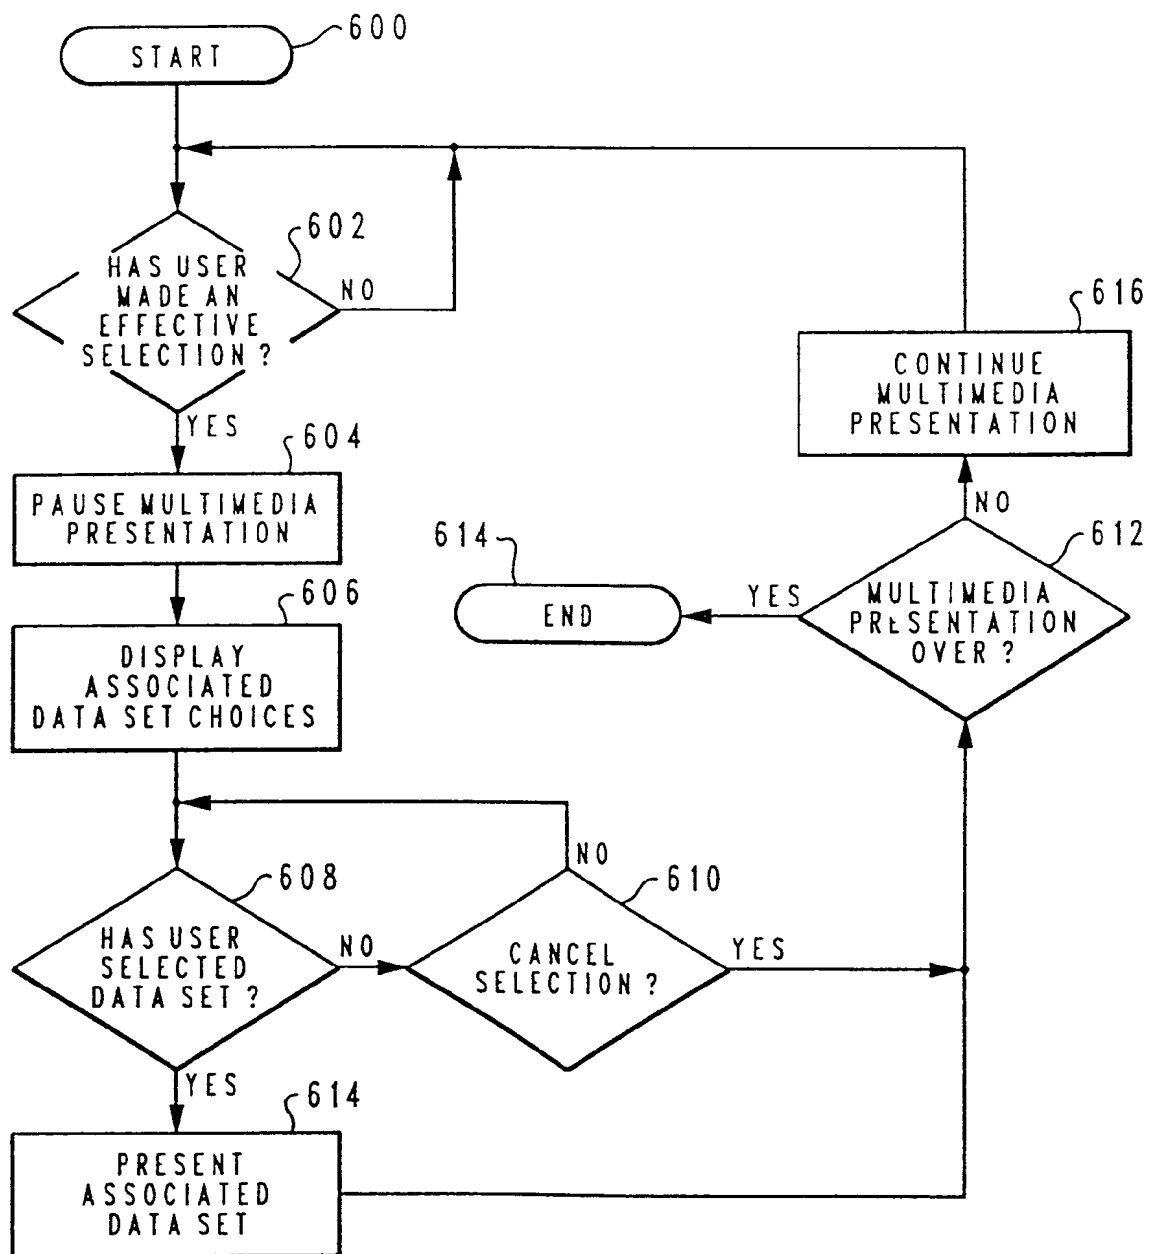 600
START
602
HAS USER
MADE AN
EFFECTIVE
SELECTION ?
NO
YES
604
PAUSE MULTIMEDIA
PRESENTATION
606
DISPLAY
ASSOCIATED
DATA SET CHOICES
608
HAS USER
SELECTED
DATA SET ?
NO
610
CANCEL
SELECTION ?
NO
YES
YES
614
PRESENT
ASSOCIATED
DATA SET
616
CONTINUE
MULTIMEDIA
PRESENTATION
NO
612
MULTIMEDIA
PRESENTATION
OVER ?
YES
614
END